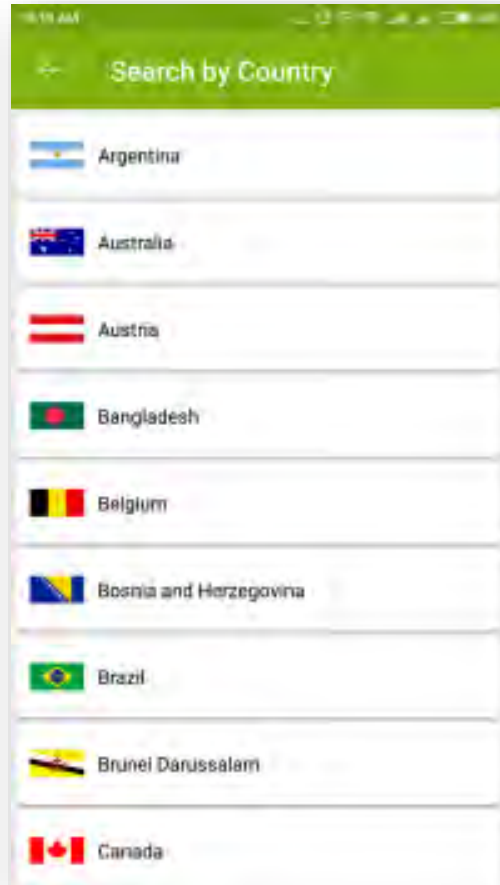 Search by Country
Argentina
Australia
Austria
Bangladesh
Belgium
Bosnia and Herzegovina
Brazil
Brunei Darussalam
Canada